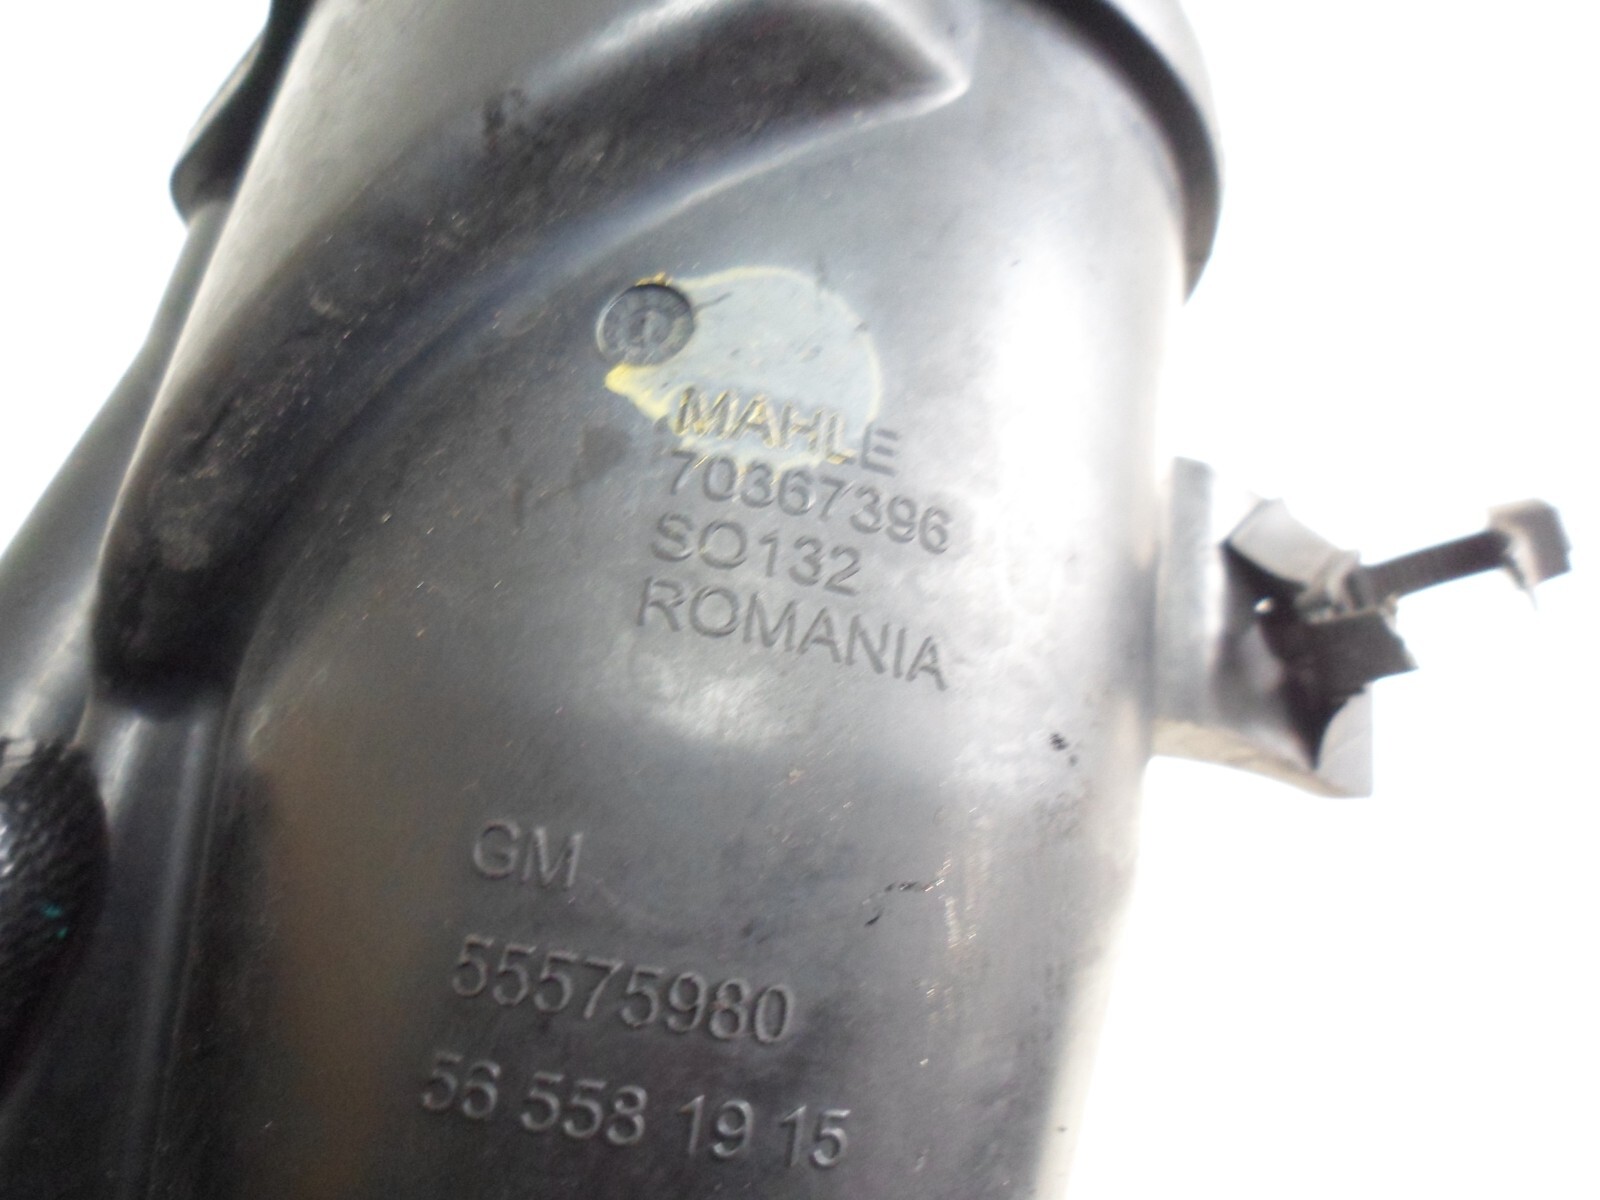 MAHLE
70367396
SO132
ROMANIA
GM
55575980
56 558 19 15